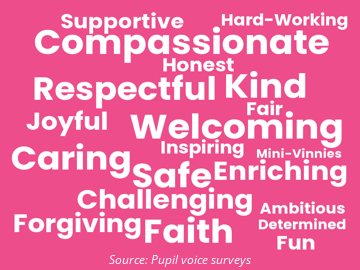 Supportive Hard-Working
Compassionate
Honest
Respectful Kind
Fair
Joyful Welcoming
Inspiring Mini-Vinnies
Caring Safe Enriching
Challenging Ambitious
Forgiving Faith Determined
Fun
Source: Pupil voice surveys